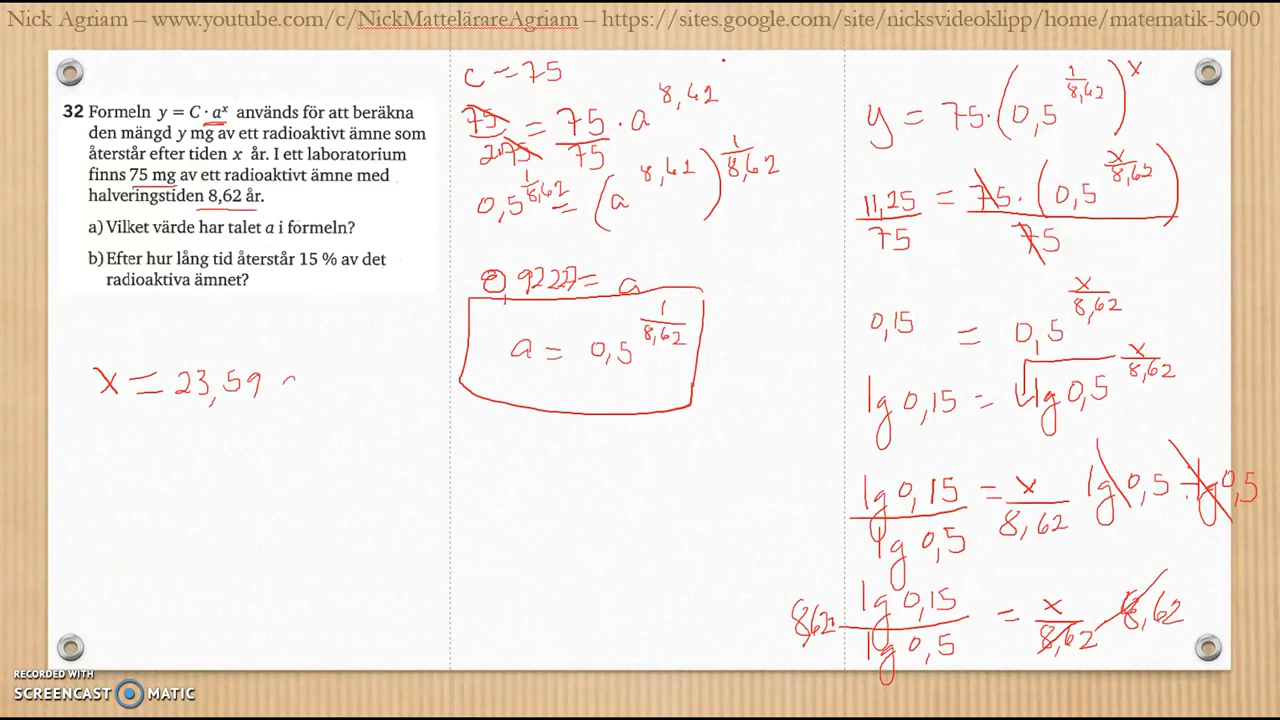 Nick Agriam – www.youtube.com/c/NickMattelärareAgriam – https://sites.google.com/site/nicksvideoklipp/home/matematik-5000
32 Formeln y = C · a^x används för att beräkna
den mängd y mg av ett radioaktivt ämne som
återstår efter tiden x år. I ett laboratorium
finns 75 mg av ett radioaktivt ämne med
halveringstiden 8,62 år.
a) Vilket värde har talet a i formeln?
b) Efter hur lång tid återstår 15 % av det
radioaktiva ämnet?
x = 23,59
c = 75
75/2·75 = 75·a^8,62/75
0,5^1/8,62 = (a^8,62)^1/8,62
0,9227 = a
a = 0,5^1/8,62
y = 75·(0,5^1/8,62)^x
11,25/75 = 75·(0,5^x/8,62)/75
0,15 = 0,5^x/8,62
lg 0,15 = lg 0,5^x/8,62
lg 0,15/lg 0,5 = x/8,62 lg 0,5 ÷ lg 0,5
8,62· lg 0,15/lg 0,5 = x/8,62 · 8,62
RECORDED WITH
SCREENCAST MATIC